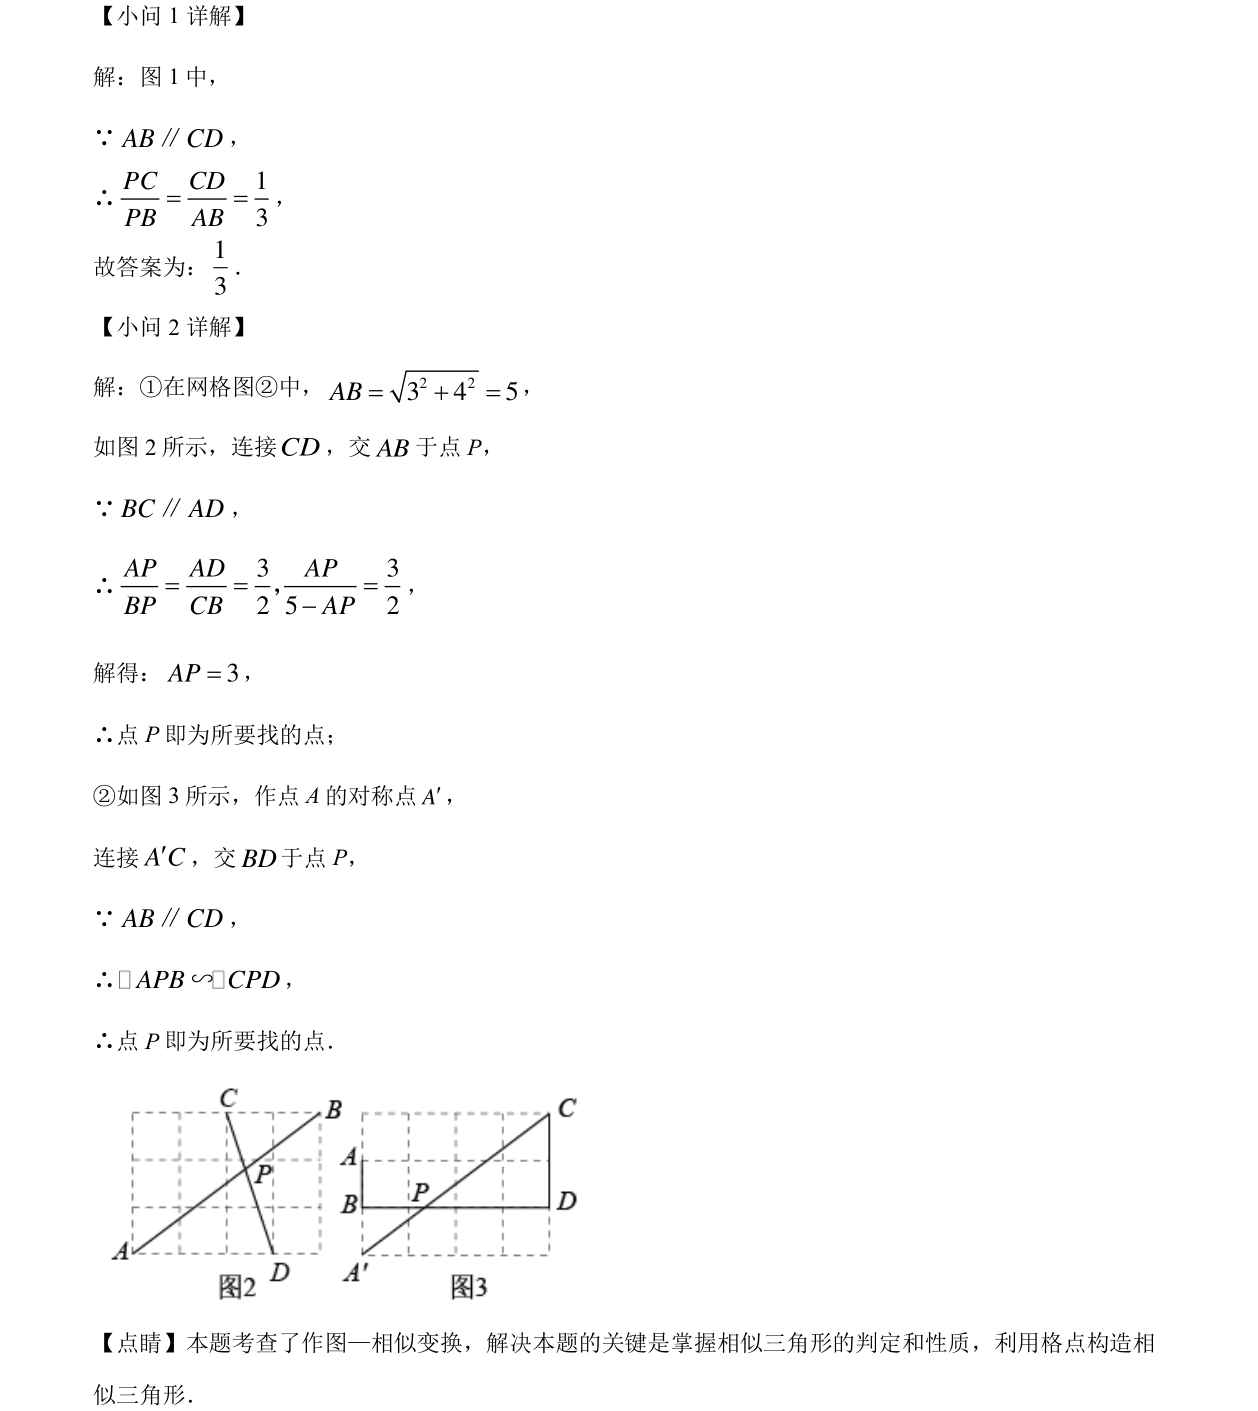 【小问 1 详解】
解：图 1 中，
∵ AB // CD，
∴ PC/PB = CD/AB = 1/3，
故答案为：1/3．
【小问 2 详解】
解：①在网格图②中， AB = √(3² + 4²) = 5，
如图 2 所示，连接 CD，交 AB 于点 P，
∵ BC // AD，
∴ AP/BP = AD/CB = 3/2, AP/(5 − AP) = 3/2，
解得： AP = 3，
∴点 P 即为所要找的点；
②如图 3 所示，作点 A 的对称点 A′，
连接 A′C，交 BD 于点 P，
∵ AB // CD，
∴□APB∽□CPD，
∴点 P 即为所要找的点．
C
B
P
A
D
图2
C
A
P
B
D
A′
图3
【点睛】本题考查了作图—相似变换，解决本题的关键是掌握相似三角形的判定和性质，利用格点构造相
似三角形．